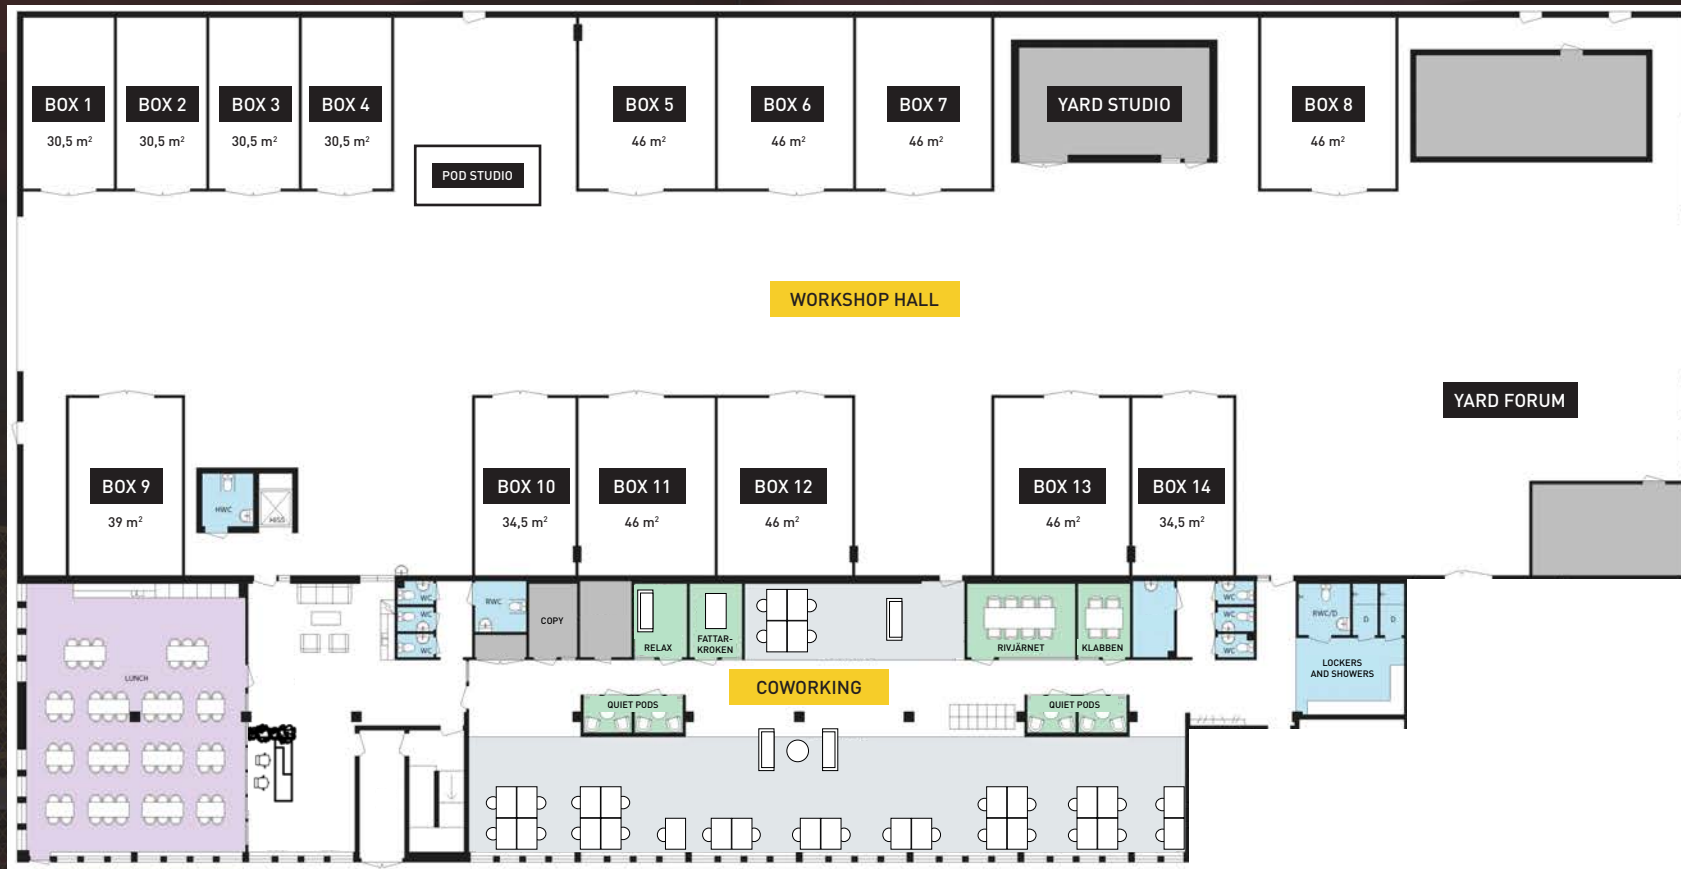 BOX 1
30,5 m²
BOX 2
30,5 m²
BOX 3
30,5 m²
BOX 4
30,5 m²
POD STUDIO
BOX 5
46 m²
BOX 6
46 m²
BOX 7
46 m²
YARD STUDIO
BOX 8
46 m²
WORKSHOP HALL
YARD FORUM
BOX 9
39 m²
HWC
HISS
BOX 10
34,5 m²
BOX 11
46 m²
BOX 12
46 m²
BOX 13
46 m²
BOX 14
34,5 m²
LUNCH
WC
WC
WC
RWC
COPY
RELAX
FATTAR-
KROKEN
RIVJÄRNET
KLABBEN
WC
WC
WC
RWC/D
D
D
LOCKERS
AND SHOWERS
COWORKING
QUIET PODS
QUIET PODS